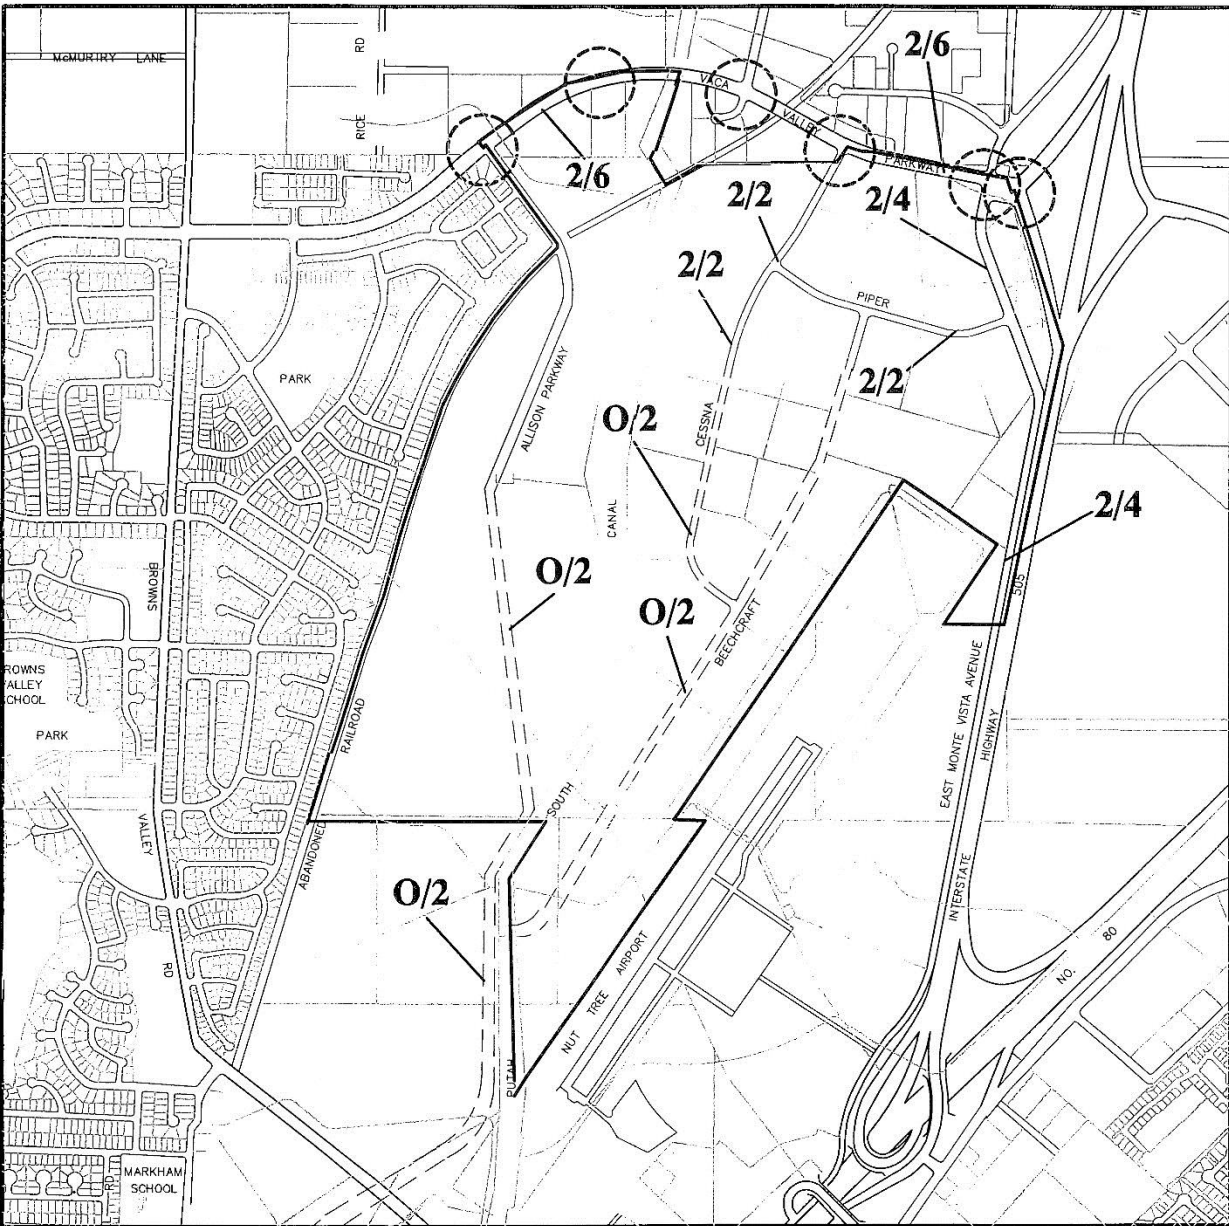 McMURTRY LANE
RICE RD
2/6
VACA VALLEY PARKWAY
2/6
2/2
2/4
2/2
PIPER
PARK
ALLISON PARKWAY
2/2
O/2
CESSNA
CANAL
2/4
505
BROWNS
O/2
O/2
BEECHCRAFT
ROWNS
ALLEY
CHOOL
PARK
ABANDONED RAILROAD
EAST MONTE VISTA AVENUE
INTERSTATE HIGHWAY
VALLEY
SOUTH
O/2
RD
NUT TREE AIRPORT
NO. 80
PUTAH
MARKHAM
SCHOOL
RD